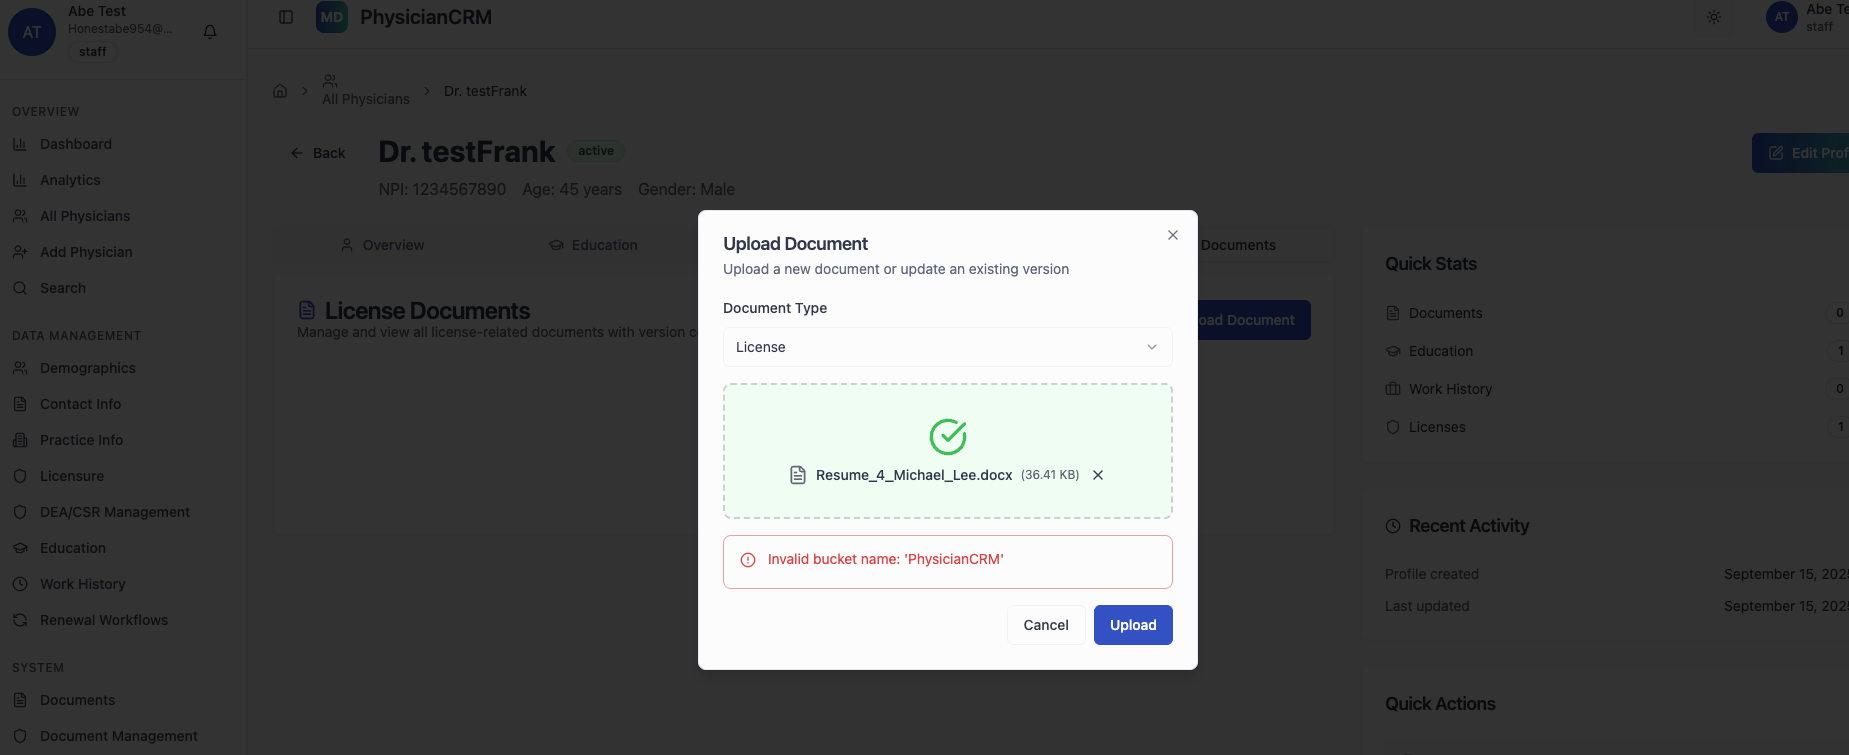 AT
Abe Test
Honestabe954@...
staff
OVERVIEW
Dashboard
Analytics
All Physicians
Add Physician
Search
DATA MANAGEMENT
Demographics
Contact Info
Practice Info
Licensure
DEA/CSR Management
Education
Work History
Renewal Workflows
SYSTEM
Documents
Document Management
MD PhysicianCRM
AT
Abe Te
staff
All Physicians
Dr. testFrank
Back
Dr. testFrank
active
NPI: 1234567890 Age: 45 years Gender: Male
Edit Prof
Overview
Education
Documents
License Documents
Manage and view all license-related documents with version c
oad Document
Upload Document
Upload a new document or update an existing version
Document Type
License
Resume_4_Michael_Lee.docx (36.41 KB)
Invalid bucket name: 'PhysicianCRM'
Cancel
Upload
Quick Stats
Documents 0
Education 1
Work History 0
Licenses 1
Recent Activity
Profile created September 15, 202
Last updated September 15, 202
Quick Actions